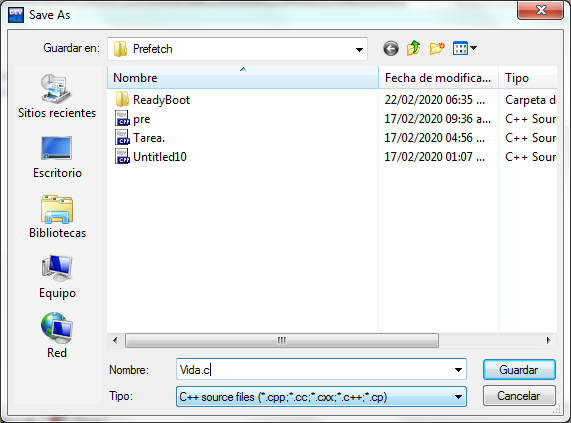 Save As
Guardar en: Prefetch
Nombre Fecha de modifica... Tipo
ReadyBoot 22/02/2020 06:35 ... Carpeta de
pre 17/02/2020 09:36 a... C++ Sour
Tarea. 17/02/2020 04:56 ... C++ Sour
Untitled10 17/02/2020 01:07 ... C++ Sour
Sitios recientes
Escritorio
Bibliotecas
Equipo
Red
Nombre: Vida.c Guardar
Tipo: C++ source files (*.cpp;*.cc;*.cxx;*.c++;*.cp) Cancelar